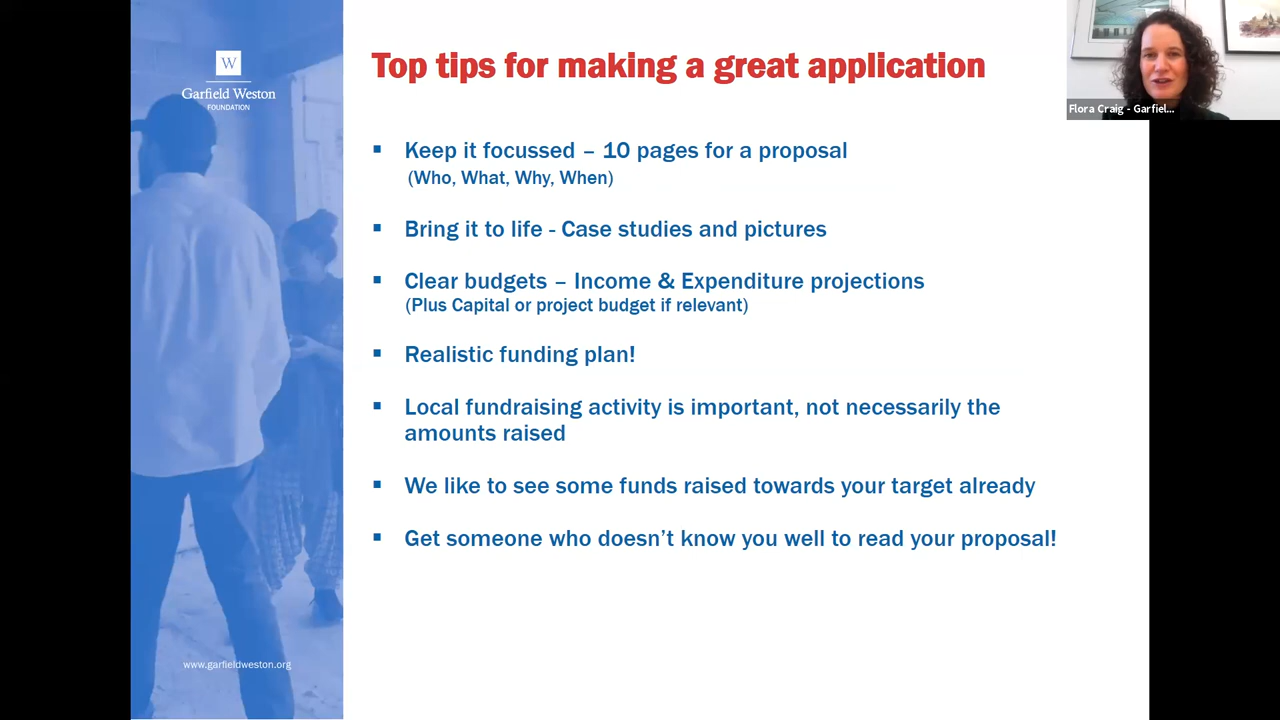 W
Garfield Weston
FOUNDATION
Top tips for making a great application
Flora Craig - Garfiel...
▪ Keep it focussed – 10 pages for a proposal
(Who, What, Why, When)
▪ Bring it to life - Case studies and pictures
▪ Clear budgets – Income & Expenditure projections
(Plus Capital or project budget if relevant)
▪ Realistic funding plan!
▪ Local fundraising activity is important, not necessarily the
amounts raised
▪ We like to see some funds raised towards your target already
▪ Get someone who doesn’t know you well to read your proposal!
www.garfieldweston.org